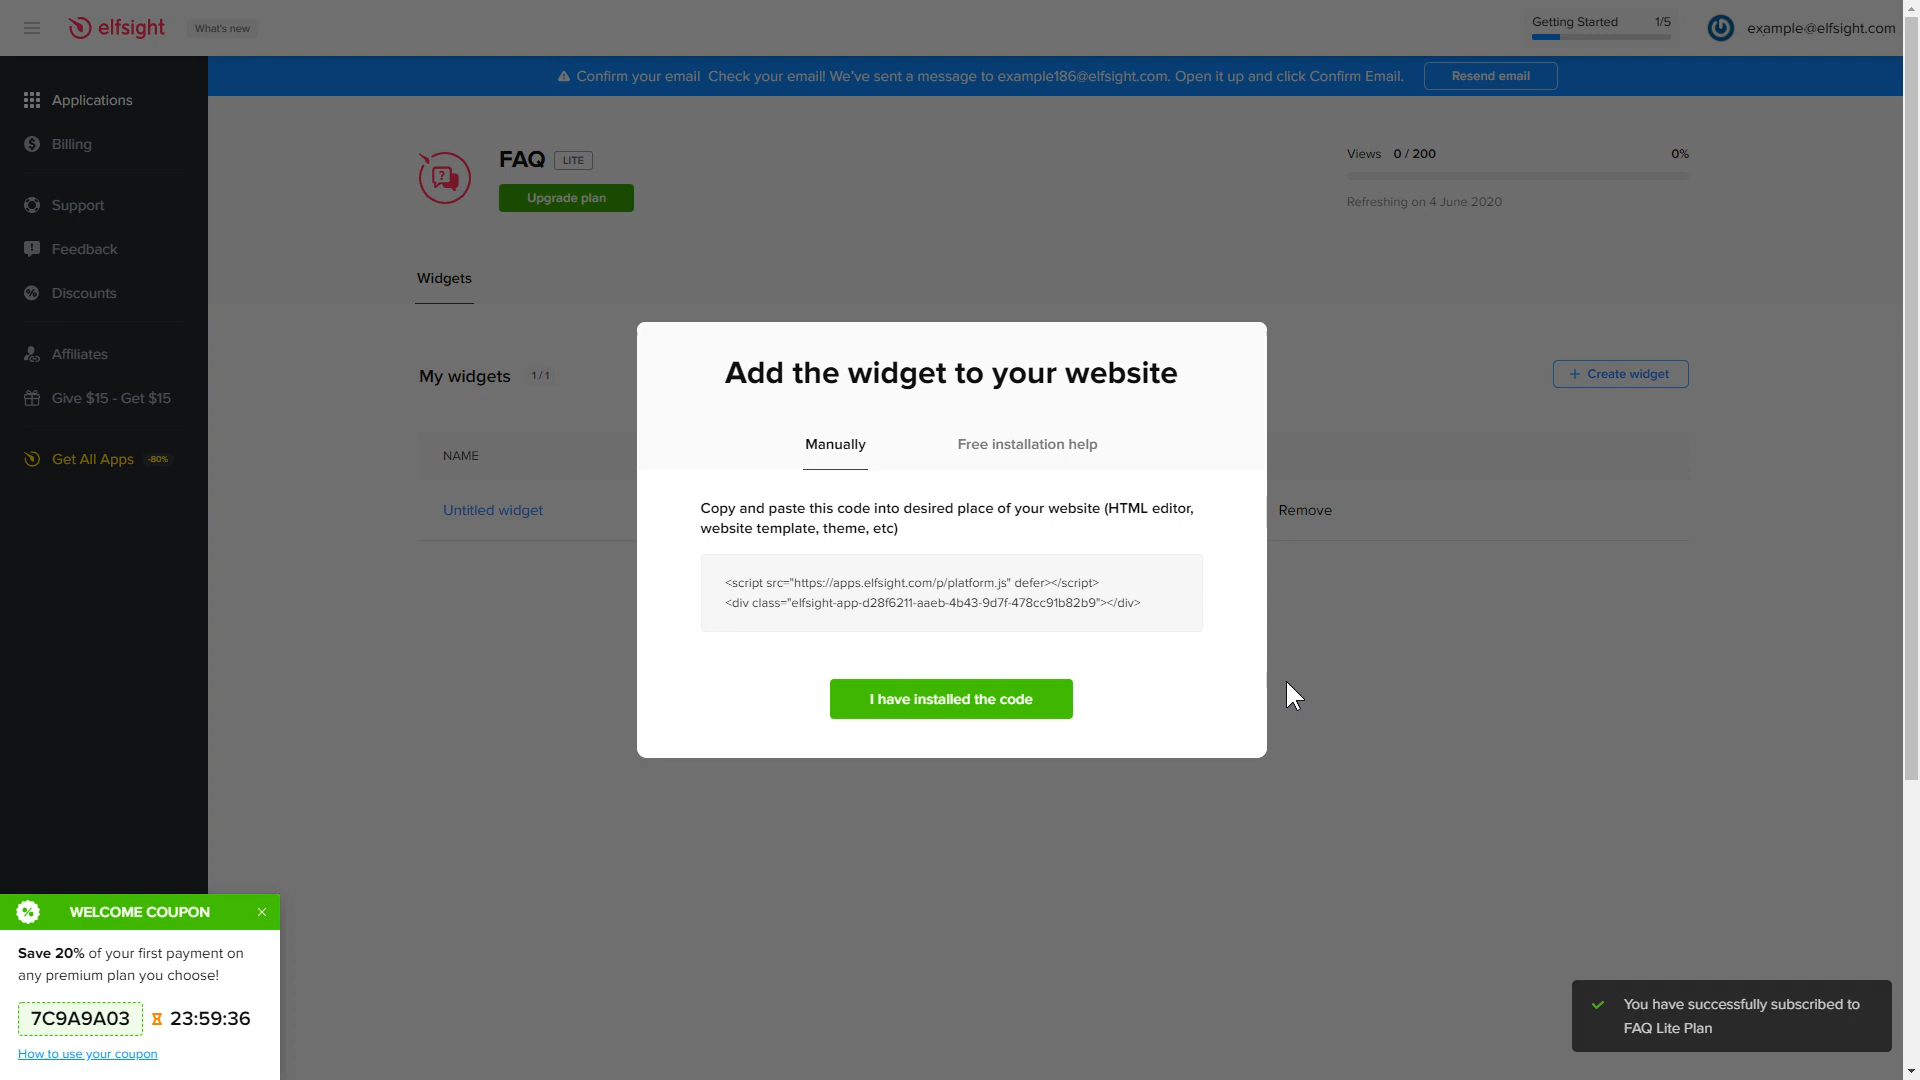 elfsight
What's new
Getting Started 1/5
example@elfsight.com
Confirm your email Check your email! We've sent a message to example186@elfsight.com. Open it up and click Confirm Email.
Resend email
Applications
Billing
Support
Feedback
Discounts
Affiliates
Give $15 - Get $15
Get All Apps -80%
FAQ LITE
Upgrade plan
Views 0 / 200 0%
Refreshing on 4 June 2020
Widgets
My widgets 1 / 1
+ Create widget
NAME
Untitled widget
Remove
Add the widget to your website
Manually Free installation help
Copy and paste this code into desired place of your website (HTML editor,
website template, theme, etc)
<script src="https://apps.elfsight.com/p/platform.js" defer></script>
<div class="elfsight-app-d28f6211-aaeb-4b43-9d7f-478cc91b82b9"></div>
I have installed the code
WELCOME COUPON
Save 20% of your first payment on
any premium plan you choose!
7C9A9A03 23:59:36
How to use your coupon
You have successfully subscribed to
FAQ Lite Plan